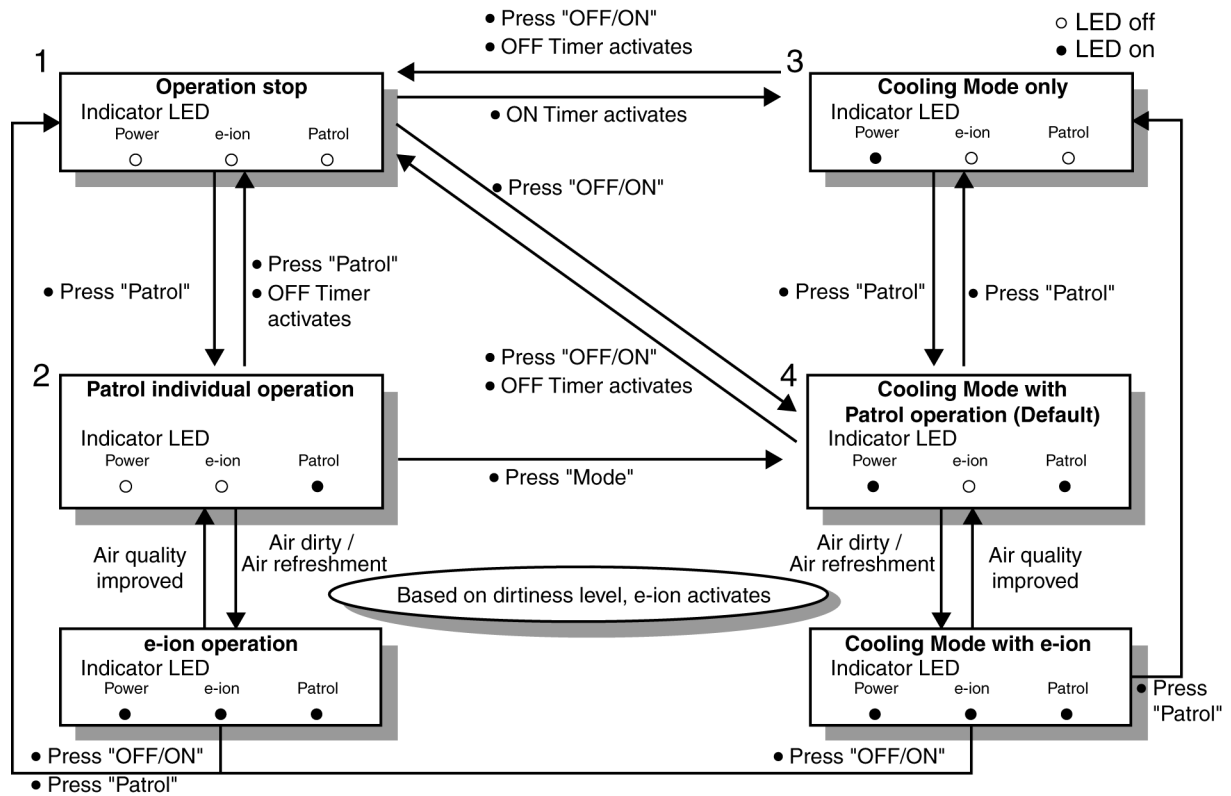 ● Press "OFF/ON"
● OFF Timer activates
○ LED off
● LED on
1
Operation stop
Indicator LED
Power e-ion Patrol
● ON Timer activates
3
Cooling Mode only
Indicator LED
Power e-ion Patrol
● Press "OFF/ON"
● Press "Patrol"
● Press "Patrol"
● OFF Timer
activates
● Press "Patrol"
● Press "Patrol"
● Press "OFF/ON"
● OFF Timer activates
2
Patrol individual operation
Indicator LED
Power e-ion Patrol
● Press "Mode"
4
Cooling Mode with
Patrol operation (Default)
Indicator LED
Power e-ion Patrol
Air quality
improved
Air dirty /
Air refreshment
Based on dirtiness level, e-ion activates
Air dirty /
Air refreshment
Air quality
improved
e-ion operation
Indicator LED
Power e-ion Patrol
Cooling Mode with e-ion
Indicator LED
Power e-ion Patrol
● Press
"Patrol"
● Press "OFF/ON"
● Press "Patrol"
● Press "OFF/ON"